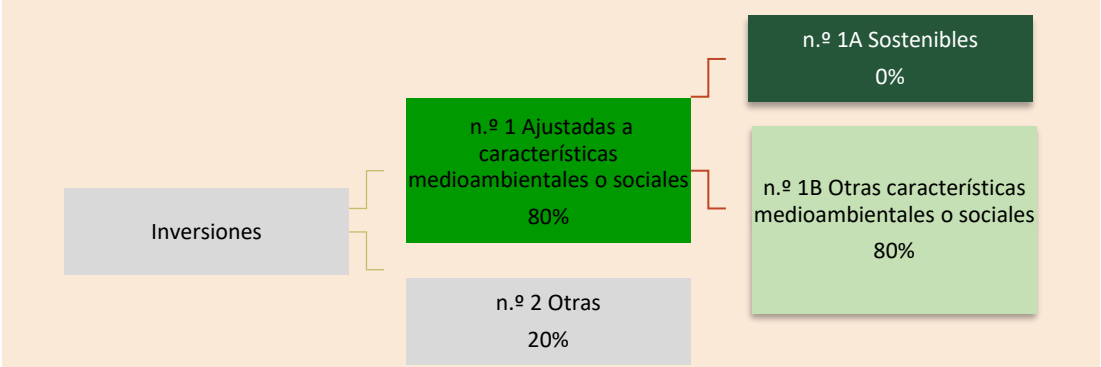 Inversiones
n.º 1 Ajustadas a
características
medioambientales o sociales
80%
n.º 2 Otras
20%
n.º 1A Sostenibles
0%
n.º 1B Otras características
medioambientales o sociales
80%